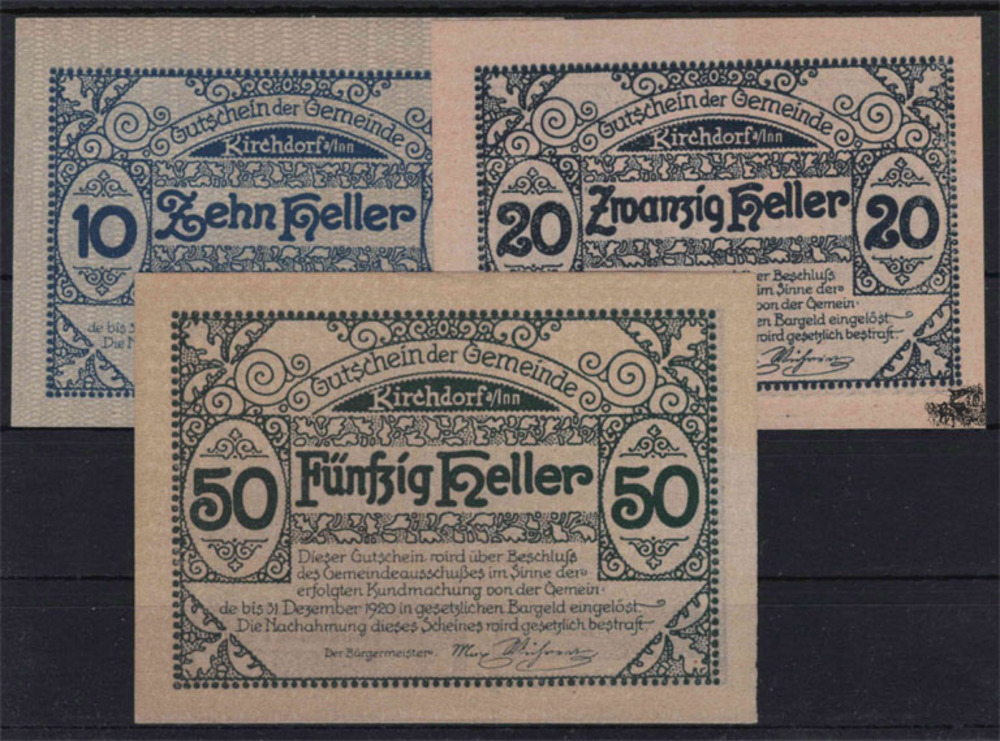 Gutschein der Gemeinde
Kirchdorf a/Inn
10
Zehn Heller
de bis 3
Die N
Gutschein der Gemeinde
Kirchdorf a/Inn
20
Zwanzig Heller
20
er Beschluß
im Sinne der
von der Gemein-
en Bargeld eingelöst.
wird gesetzlich bestraft.
Gutschein der Gemeinde
Kirchdorf a/Inn
50
Fünfzig Heller
50
Dieser Gutschein wird über Beschluß
des Gemeindeausschußes im Sinne der
erfolgten Kundmachung von der Gemein-
de bis 31 Dezember 1920 in gesetzlichen Bargeld eingelöst.
Die Nachahmung dieses Scheines wird gesetzlich bestraft.
Der Bürgermeister. Max